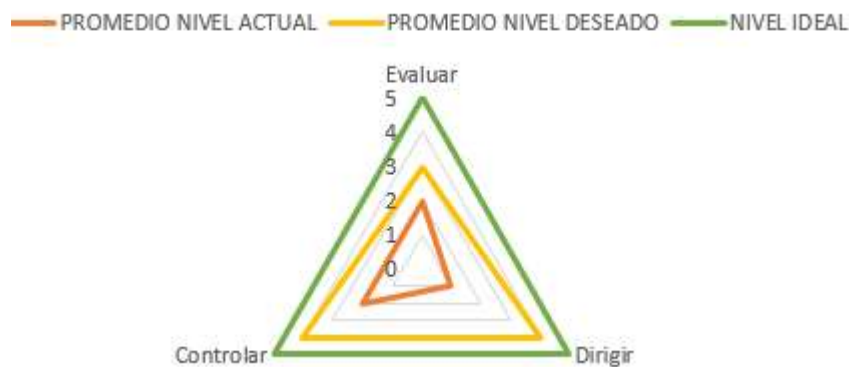 PROMEDIO NIVEL ACTUAL PROMEDIO NIVEL DESEADO NIVEL IDEAL
Evaluar
5
4
3
2
1
0
Controlar Dirigir